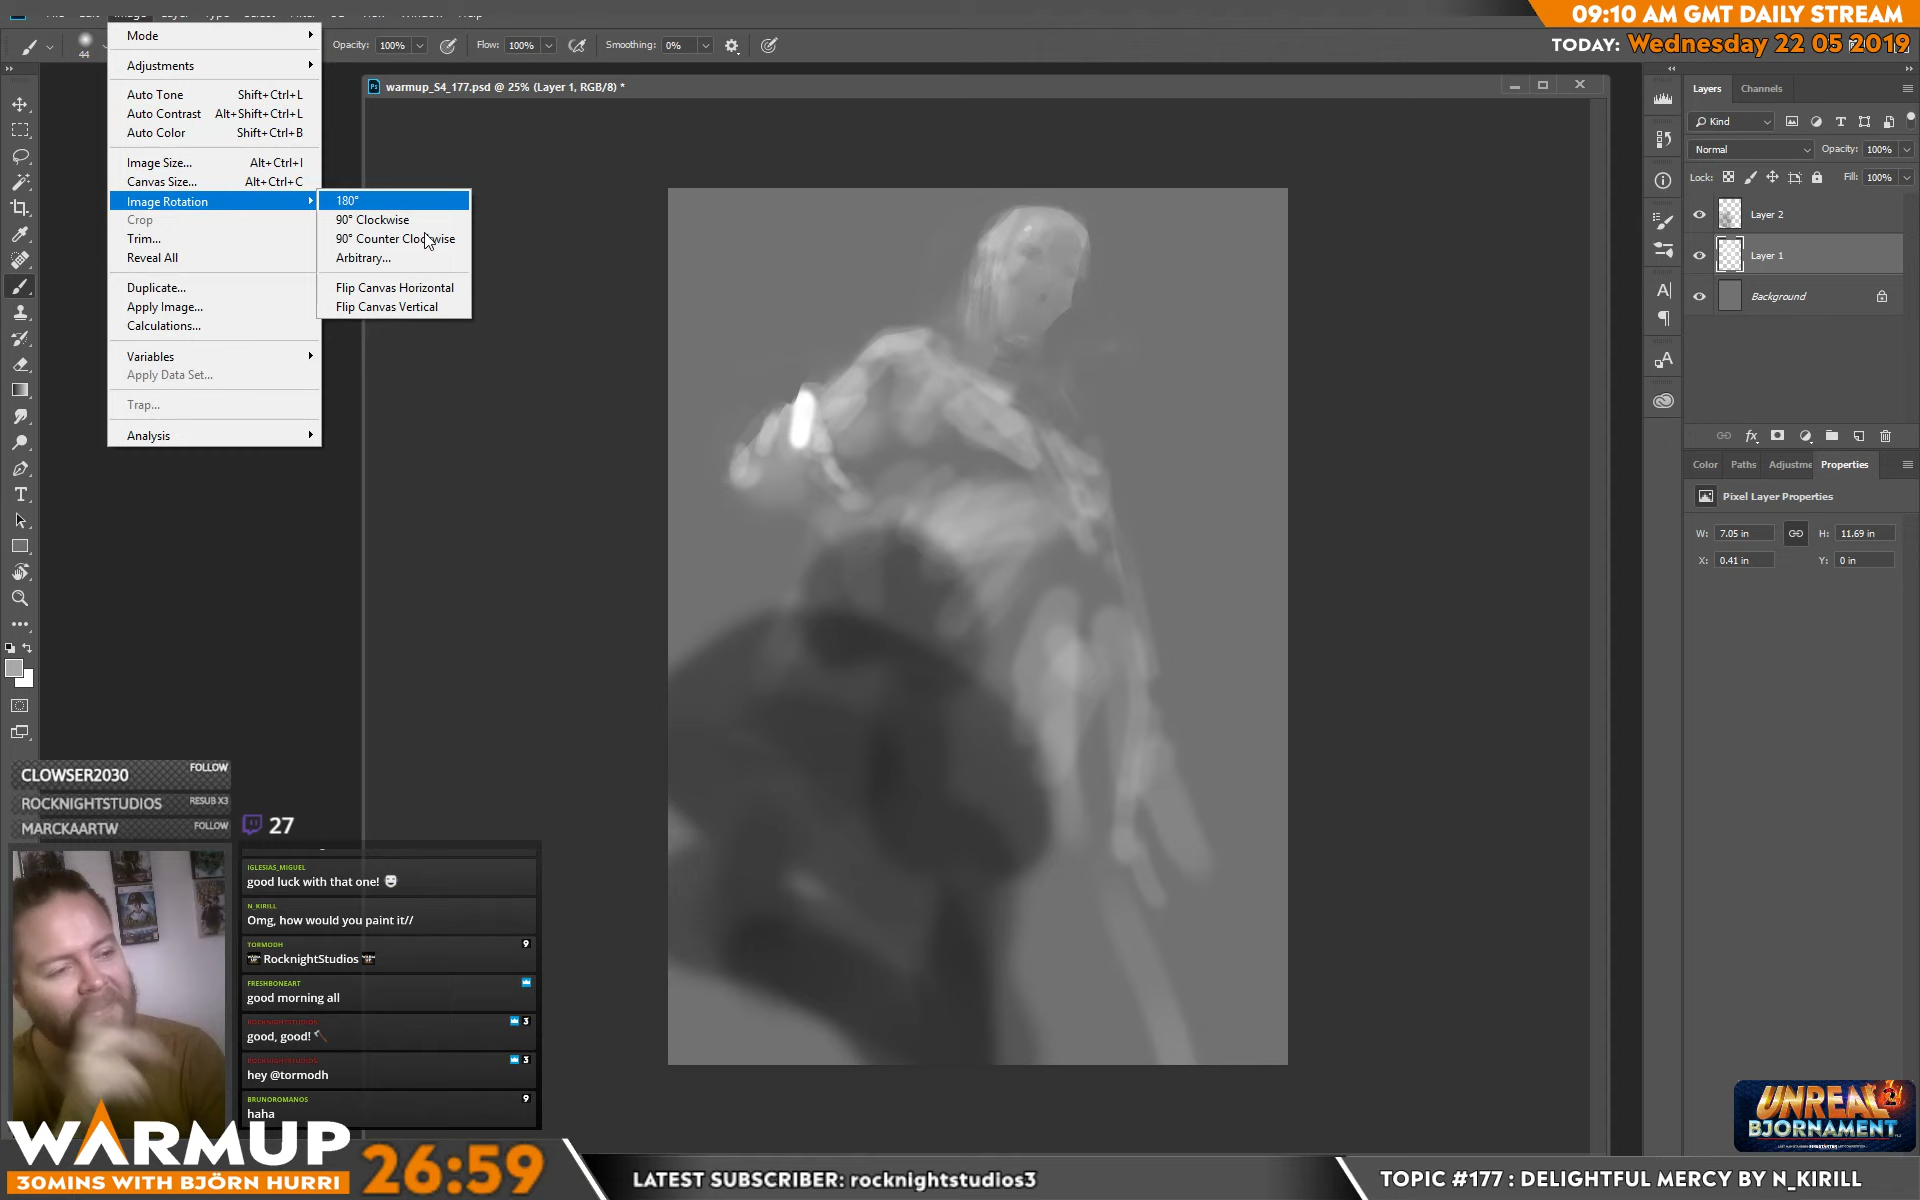 09:10 AM GMT DAILY STREAM
TODAY: Wednesday 22 05 2019
44
Opacity: 100%
Flow: 100%
Smoothing: 0%
warmup_S4_177.psd @ 25% (Layer 1, RGB/8) *
Mode
Adjustments
Auto Tone Shift+Ctrl+L
Auto Contrast Alt+Shift+Ctrl+L
Auto Color Shift+Ctrl+B
Image Size... Alt+Ctrl+I
Canvas Size... Alt+Ctrl+C
Image Rotation
Crop
Trim...
Reveal All
Duplicate...
Apply Image...
Calculations...
Variables
Apply Data Set...
Trap...
Analysis
180°
90° Clockwise
90° Counter Clockwise
Arbitrary...
Flip Canvas Horizontal
Flip Canvas Vertical
Layers Channels
Kind
Normal Opacity: 100%
Lock: Fill: 100%
Layer 2
Layer 1
Background
Color Paths Adjustme Properties
Pixel Layer Properties
W: 7.05 in H: 11.69 in
X: 0.41 in Y: 0 in
CLOWSER2030 FOLLOW
ROCKNIGHTSTUDIOS RESUB X3
MARCKAARTW FOLLOW
27
IGLESIAS_MIGUEL
good luck with that one!
N_KIRILL
Omg, how would you paint it//
TORMODH 9
RocknightStudios
FRESHBONEART
good morning all
ROCKNIGHTSTUDIOS 3
good, good!
ROCKNIGHTSTUDIOS 3
hey @tormodh
BRUNOROMANOS 9
haha
WARMUP
30MINS WITH BJÖRN HURRI
26:59
LATEST SUBSCRIBER: rocknightstudios3
TOPIC #177 : DELIGHTFUL MERCY BY N_KIRILL
UNREAL 2
BJORNAMENT